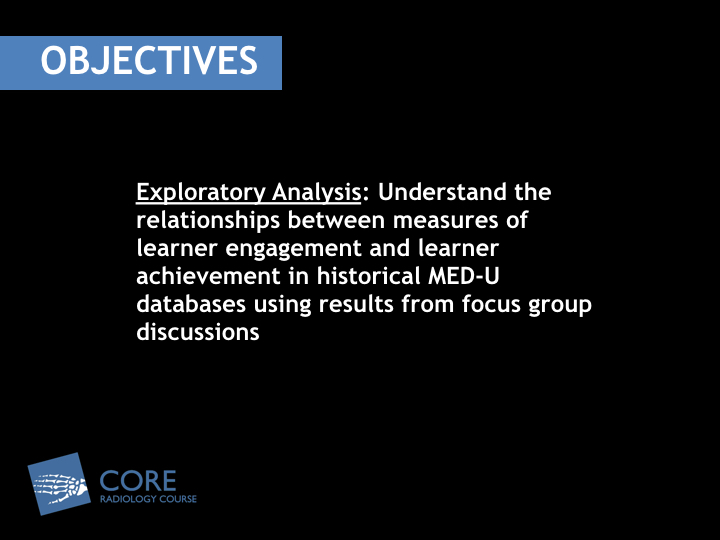 OBJECTIVES
Exploratory Analysis: Understand the
relationships between measures of
learner engagement and learner
achievement in historical MED-U
databases using results from focus group
discussions
CORE
RADIOLOGY COURSE